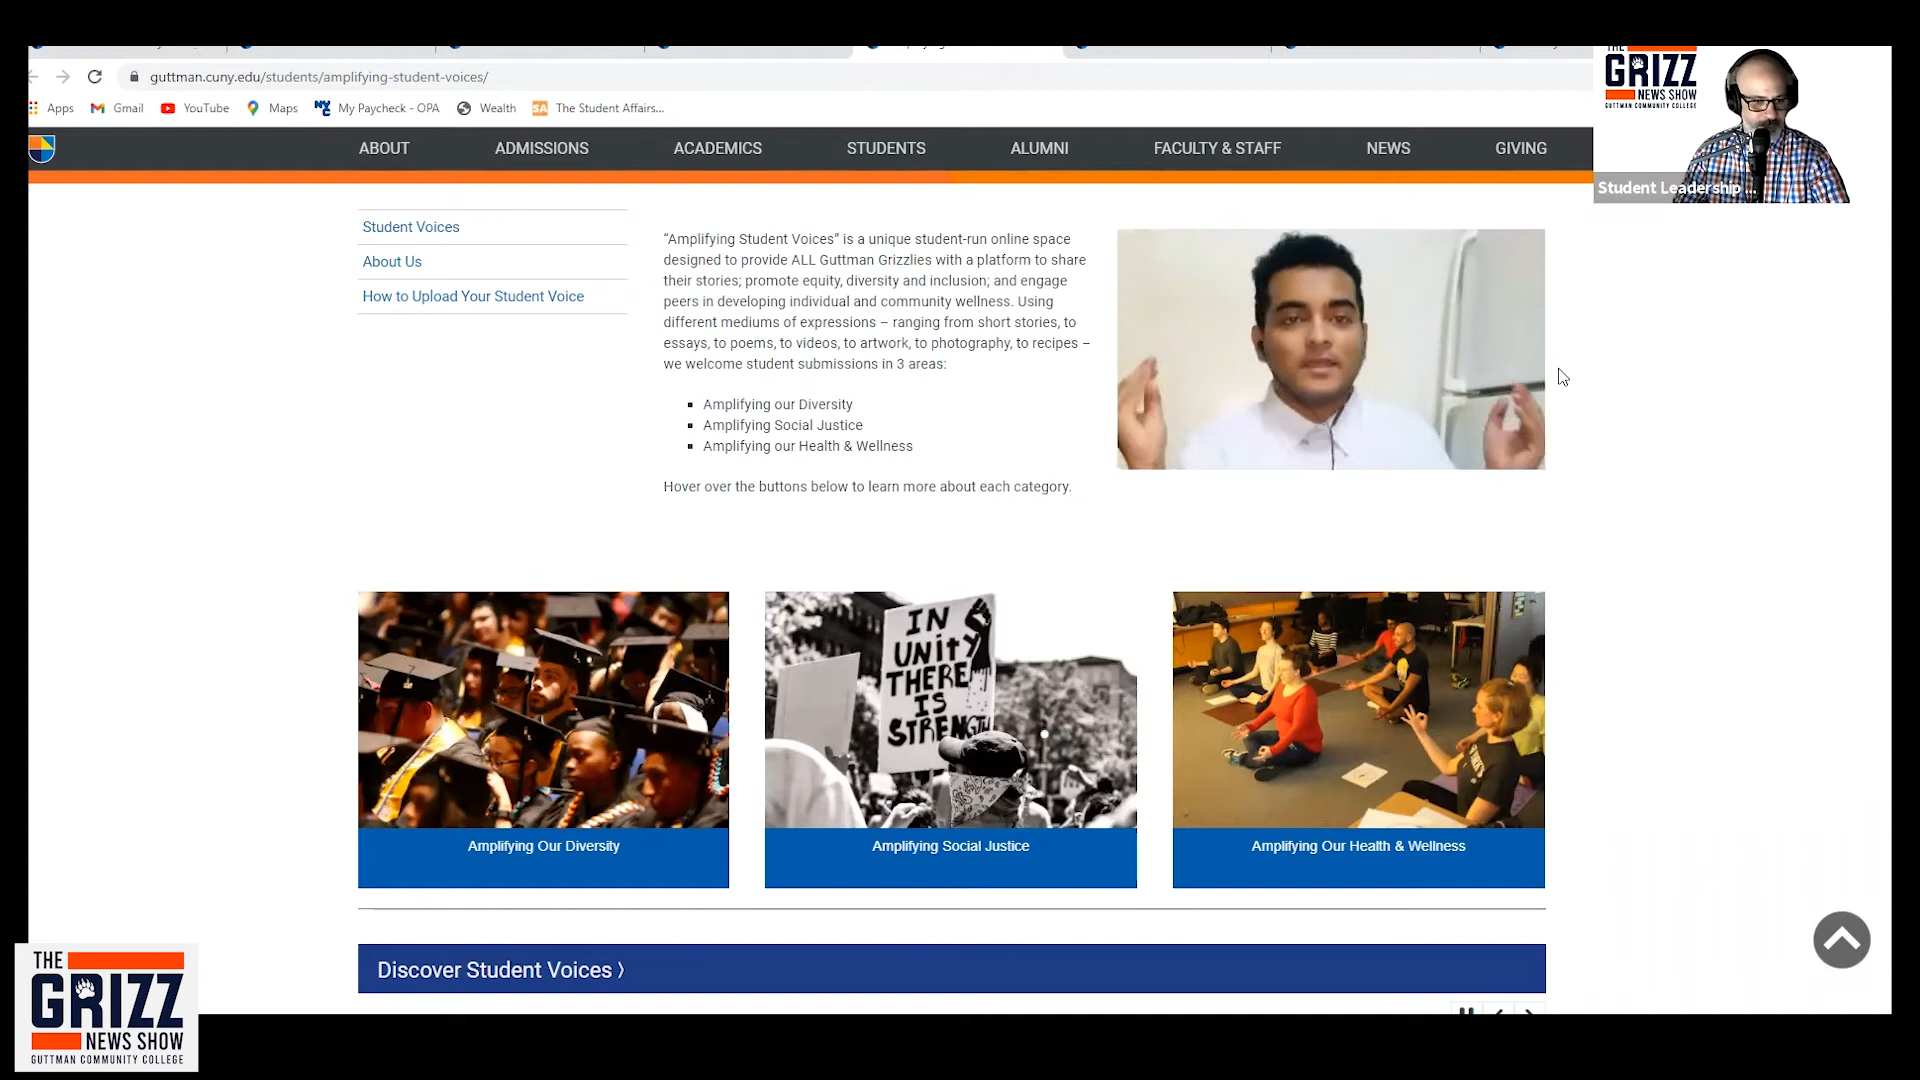 guttman.cuny.edu/students/amplifying-student-voices/
Apps Gmail YouTube Maps My Paycheck - OPA Wealth SA The Student Affairs...
THE
GRIZZ
NEWS SHOW
GUTTMAN COMMUNITY COLLEGE
Student Leadership ...
ABOUT ADMISSIONS ACADEMICS STUDENTS ALUMNI FACULTY & STAFF NEWS GIVING
Student Voices
About Us
How to Upload Your Student Voice
“Amplifying Student Voices” is a unique student-run online space
designed to provide ALL Guttman Grizzlies with a platform to share
their stories; promote equity, diversity and inclusion; and engage
peers in developing individual and community wellness. Using
different mediums of expressions – ranging from short stories, to
essays, to poems, to videos, to artwork, to photography, to recipes –
we welcome student submissions in 3 areas:
Amplifying our Diversity
Amplifying Social Justice
Amplifying our Health & Wellness
Hover over the buttons below to learn more about each category.
IN
UNITY
THERE
IS
STRENGTH
Amplifying Our Diversity
Amplifying Social Justice
Amplifying Our Health & Wellness
Discover Student Voices ⟩
THE
GRIZZ
NEWS SHOW
GUTTMAN COMMUNITY COLLEGE